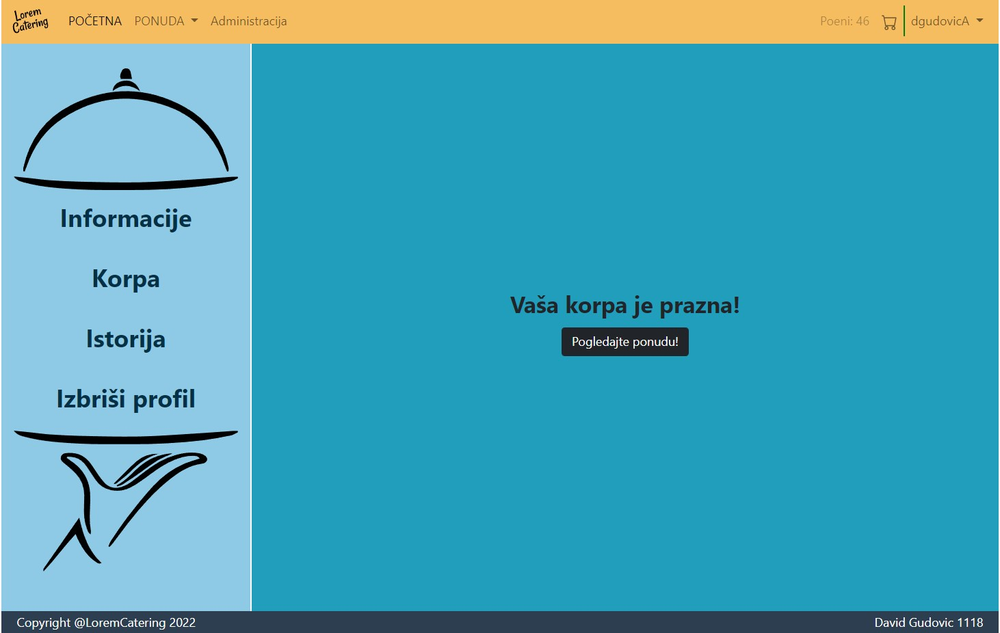 Lorem
Catering
POČETNA PONUDA Administracija Poeni: 46 dgudovicA
Informacije
Korpa
Istorija
Izbriši profil
Vaša korpa je prazna!
Pogledajte ponudu!
Copyright @LoremCatering 2022 David Gudovic 1118